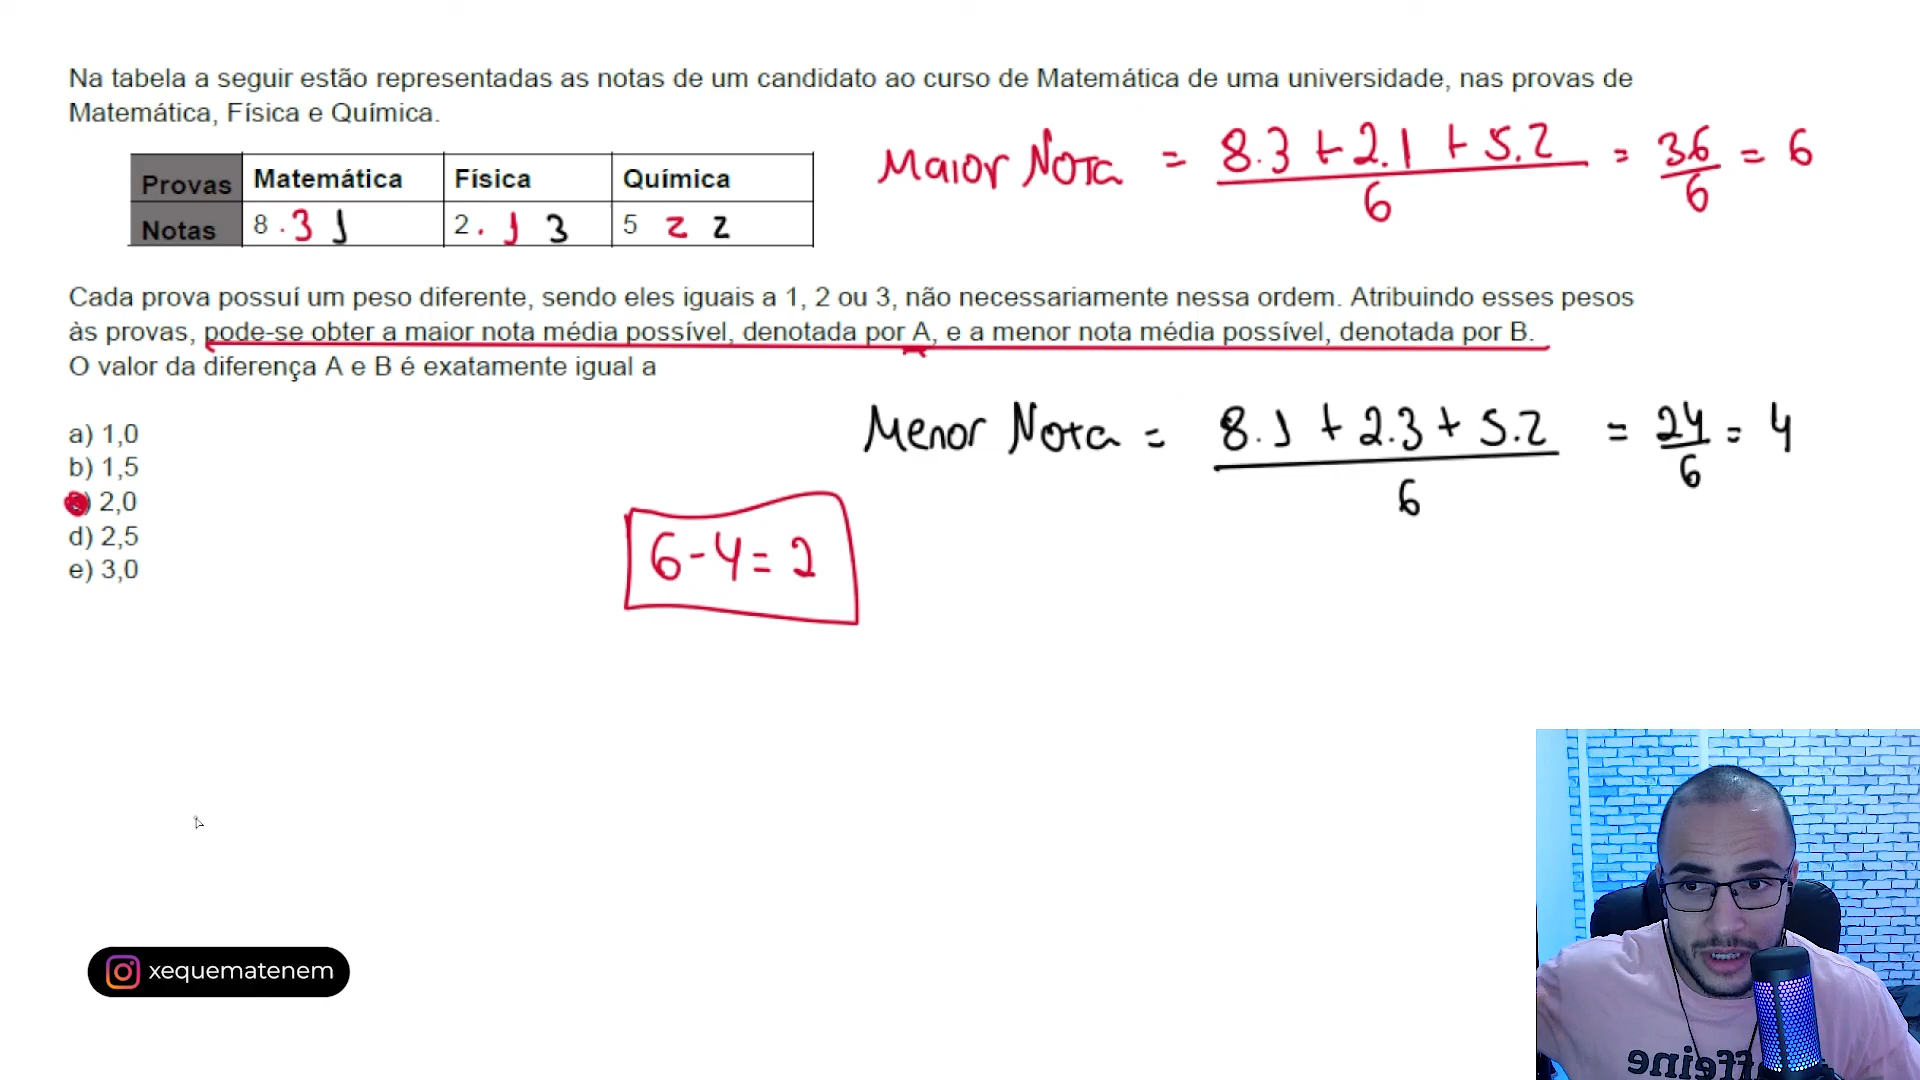 Na tabela a seguir estão representadas as notas de um candidato ao curso de Matemática de uma universidade, nas provas de
Matemática, Física e Química.
Provas Matemática Física Química
Notas 8 .3 1 2 . 1 3 5 2 2
Maior Nota = 8.3 + 2.1 + 5.2 = 36 = 6
6 6
Cada prova possuí um peso diferente, sendo eles iguais a 1, 2 ou 3, não necessariamente nessa ordem. Atribuindo esses pesos
às provas, pode-se obter a maior nota média possível, denotada por A, e a menor nota média possível, denotada por B.
O valor da diferença A e B é exatamente igual a
Menor Nota = 8.1 + 2.3 + 5.2 = 24 = 4
6 6
a) 1,0
b) 1,5
) 2,0
d) 2,5
e) 3,0
6-4=2
xequematenem